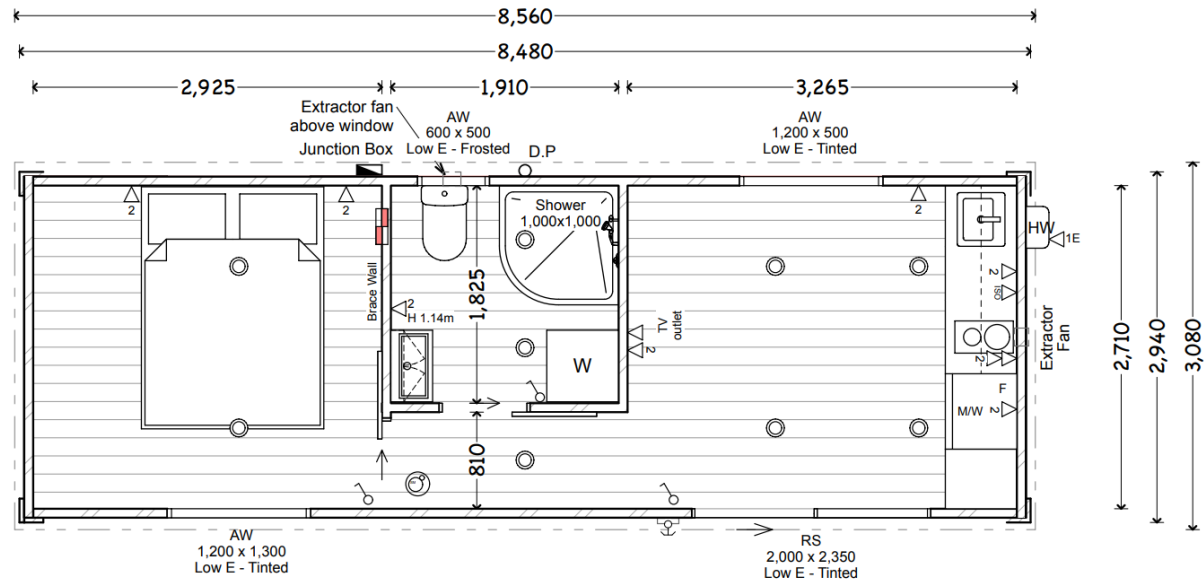 8,560
8,480
2,925
1,910
3,265
Extractor fan
above window
Junction Box
AW
600 x 500
Low E - Frosted
D.P
AW
1,200 x 500
Low E - Tinted
2
2
2
Shower
1,000x1,000
HW
1E
Brace Wall
2
H 1.14m
1,825
TV
outlet
2
2
ISO
2
Extractor
Fan
W
F
M/W
2
810
2,710
2,940
3,080
AW
1,200 x 1,300
Low E - Tinted
RS
2,000 x 2,350
Low E - Tinted